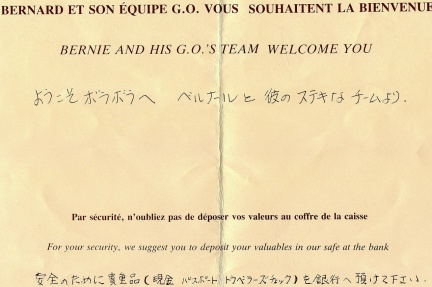 BERNARD ET SON ÉQUIPE G.O. VOUS SOUHAITENT LA BIENVENUE
BERNIE AND HIS G.O.'S TEAM WELCOME YOU
ようこそ ボラボラへ ベルナールと 彼の ステキな チームより.
Par sécurité, n'oubliez pas de déposer vos valeurs au coffre de la caisse
For your security, we suggest you to deposit your valuables in our safe at the bank
安全のために貴重品(現金 パスポート トラベラーズチェック)を銀行へ預けて下さい.